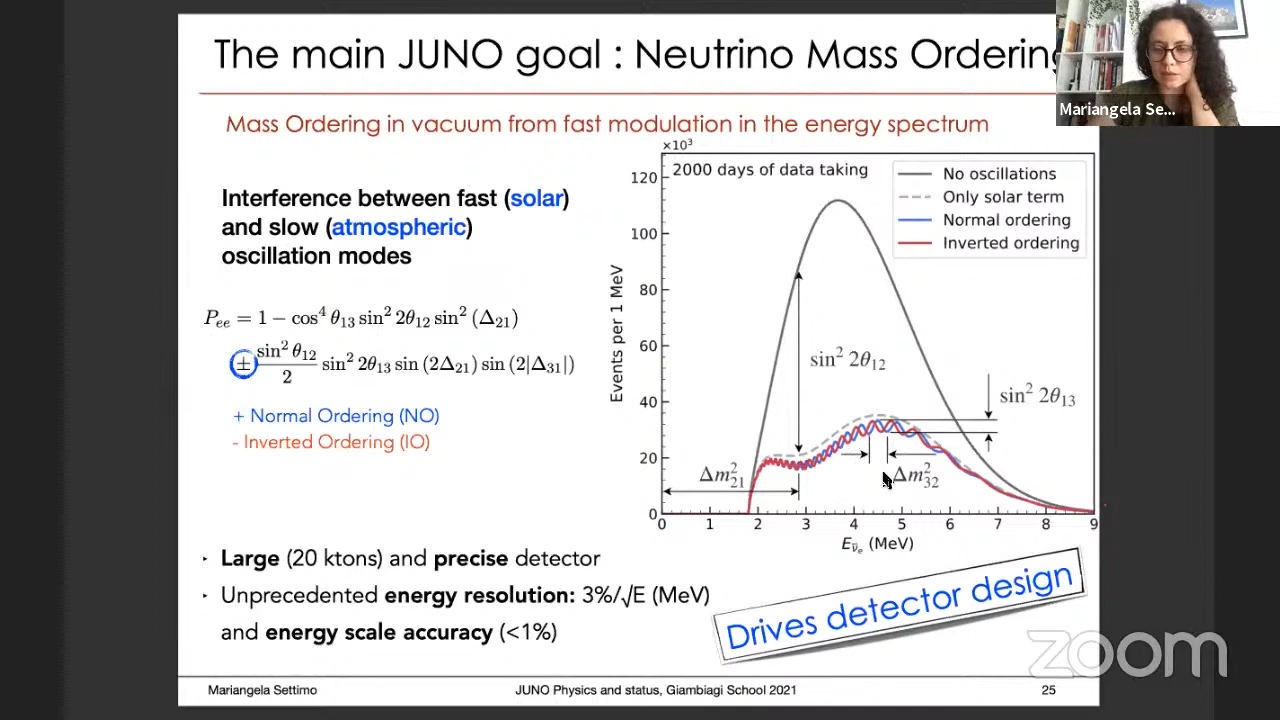 The main JUNO goal : Neutrino Mass Ordering
Mariangela Se...
Mass Ordering in vacuum from fast modulation in the energy spectrum
Interference between fast (solar)
and slow (atmospheric)
oscillation modes
P_ee = 1 − cos⁴ θ₁₃ sin² 2θ₁₂ sin² (Δ₂₁)
± sin² θ₁₂/2 sin² 2θ₁₃ sin (2Δ₂₁) sin (2|Δ₃₁|)
+ Normal Ordering (NO)
- Inverted Ordering (IO)
×10³
2000 days of data taking
No oscillations
Only solar term
Normal ordering
Inverted ordering
120
100
80
60
40
20
0
Events per 1 MeV
sin² 2θ₁₂
sin² 2θ₁₃
Δm²₂₁
Δm²₃₂
0 1 2 3 4 5 6 7 8 9
E_ν̄ₑ (MeV)
· Large (20 ktons) and precise detector
· Unprecedented energy resolution: 3%/√E (MeV)
and energy scale accuracy (<1%)
Drives detector design
zoom
Mariangela Settimo JUNO Physics and status, Giambiagi School 2021 25